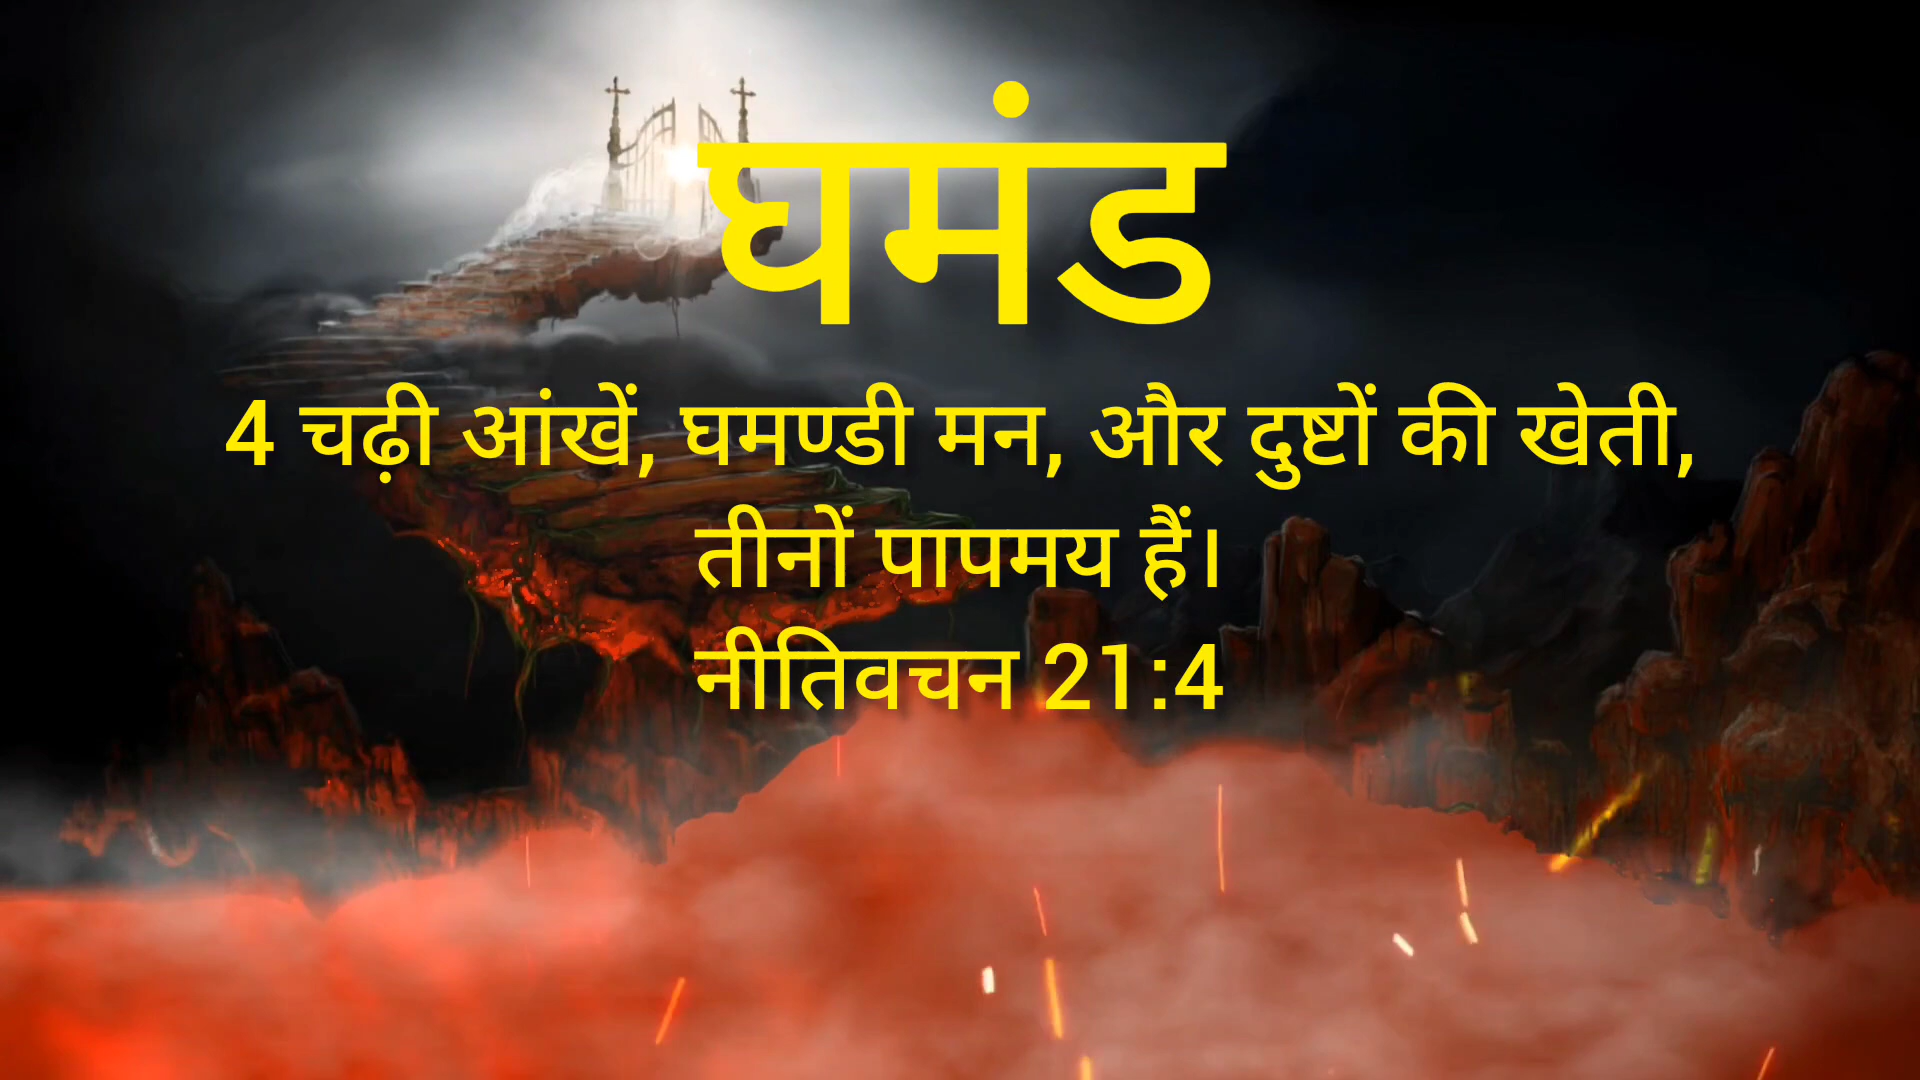 घमंड
4 चढ़ी आंखें, घमण्डी मन, और दुष्टों की खेती,
तीनों पापमय हैं।
नीतिवचन 21:4